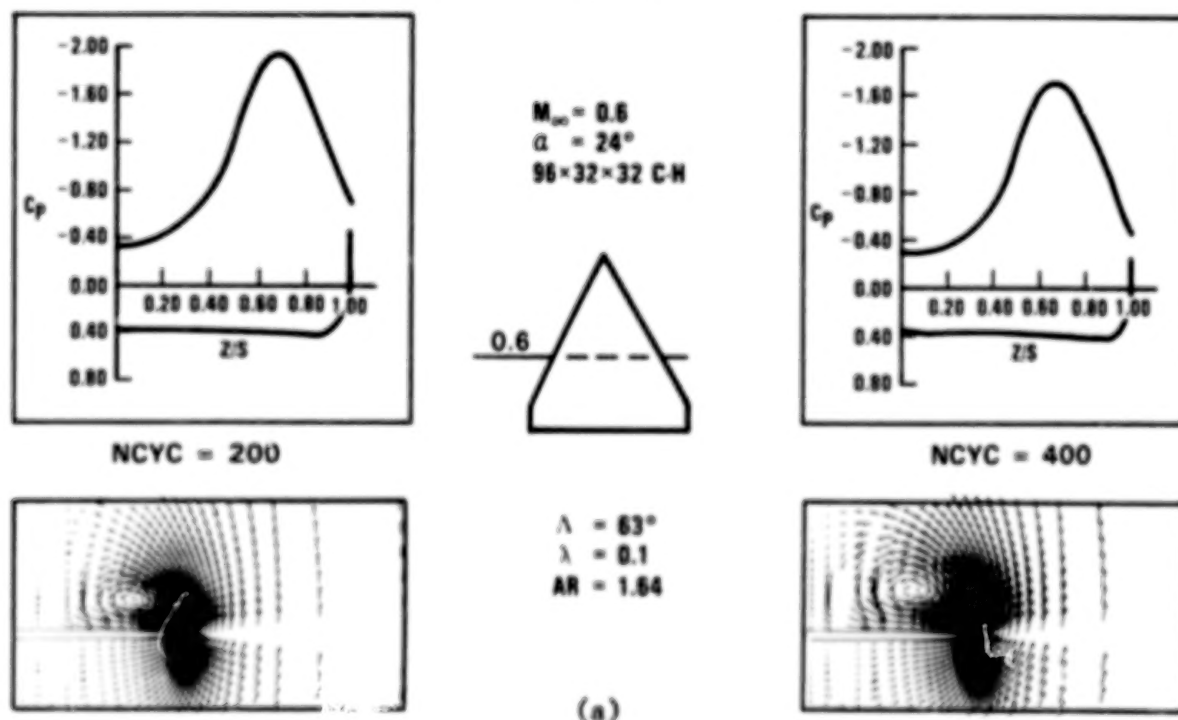 -2.00
-1.60
-1.20
-0.80
-0.40
0.00
0.40
0.80
Cp
0.20 0.40 0.60 0.80 1.00
Z/S
NCYC = 200
M∞ = 0.6
α = 24°
96×32×32 C-H
0.6
Λ = 63°
λ = 0.1
AR = 1.64
(a)
-2.00
-1.60
-1.20
-0.80
-0.40
0.00
0.40
0.80
Cp
0.20 0.40 0.60 0.80 1.00
Z/S
NCYC = 400